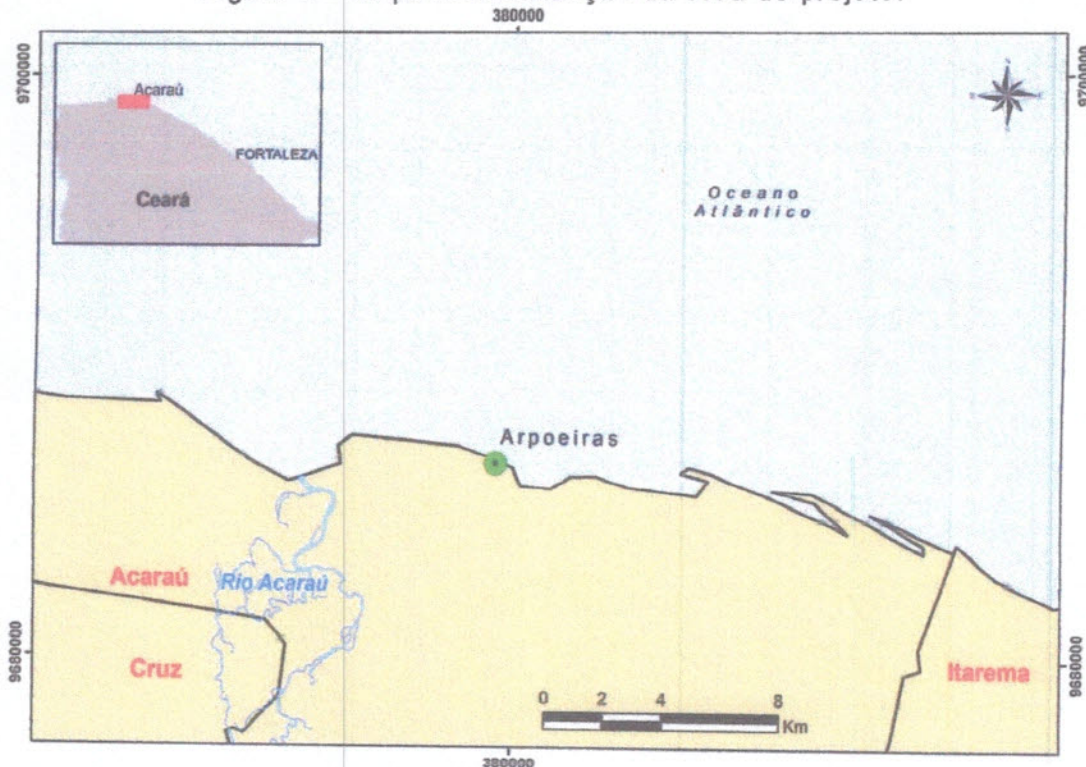 380000
9700000
9700000
Acaraú
FORTALEZA
Ceará
Oceano
Atlântico
Arpoeiras
Acaraú
Rio Acaraú
Cruz
Itarema
9680000
9680000
0 2 4 8
Km
380000